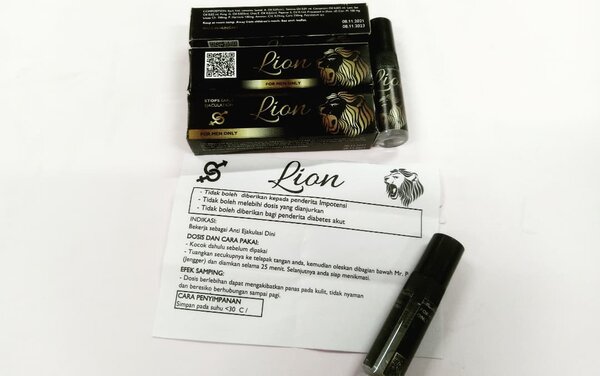 08.11.2021
08.11.2023
Lion
FOR MEN ONLY
STOPS EARLY
EJACULATION
Lion
FOR MEN ONLY
Lion
Lion
- Tidak boleh diberikan kepada penderita Impotensi
- Tidak boleh melebihi dosis yang dianjurkan
- Tidak boleh diberikan bagi penderita diabetes akut
INDIKASI:
Bekerja sebagai Anti Ejakulasi Dini
DOSIS DAN CARA PAKAI:
- Kocok dahulu sebelum dipakai
- Tuangkan secukupnya ke telapak tangan anda, kemudian oleskan dibagian bawah Mr. P
(Jengger) dan diamkan selama 25 menit. Selanjutnya anda siap menikmati.
EFEK SAMPING:
- Dosis berlebihan dapat mengakibatkan panas pada kulit, tidak nyaman
dan beresiko berhubungan sampai pagi.
CARA PENYIMPANAN
Simpan pada suhu <30 C /